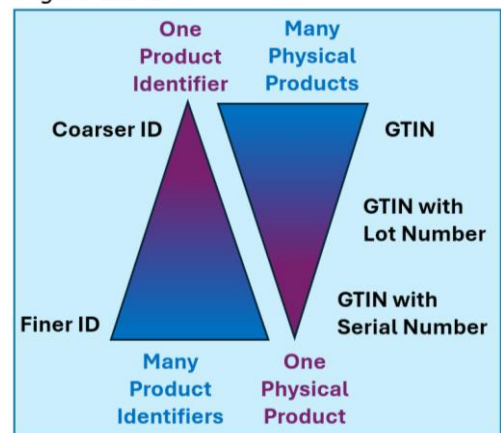 One
Product
Identifier
Many
Physical
Products
Coarser ID
GTIN
GTIN with
Lot Number
Finer ID
GTIN with
Serial Number
Many
Product
Identifiers
One
Physical
Product